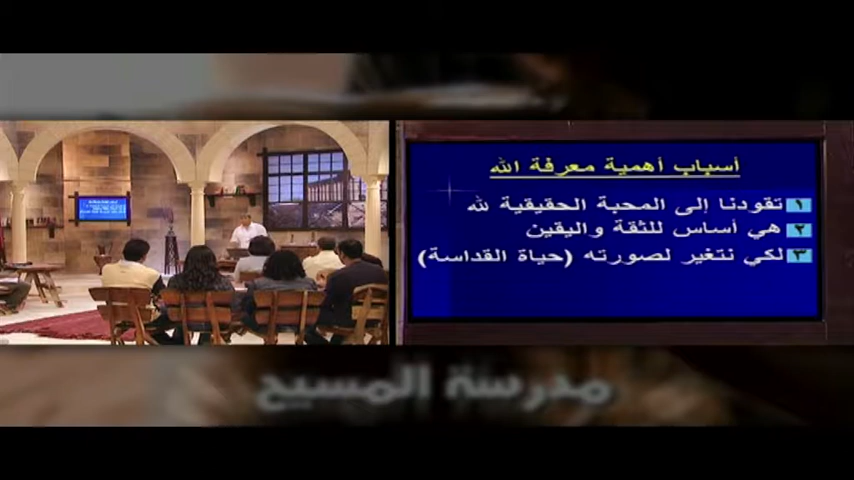 أسباب أهمية معرفة الله
١ تقودنا إلى المحبة الحقيقية لله
٢ هي أساس للثقة واليقين
٣ لكي نتغير لصورته (حياة القداسة)
مدرسة المسيح